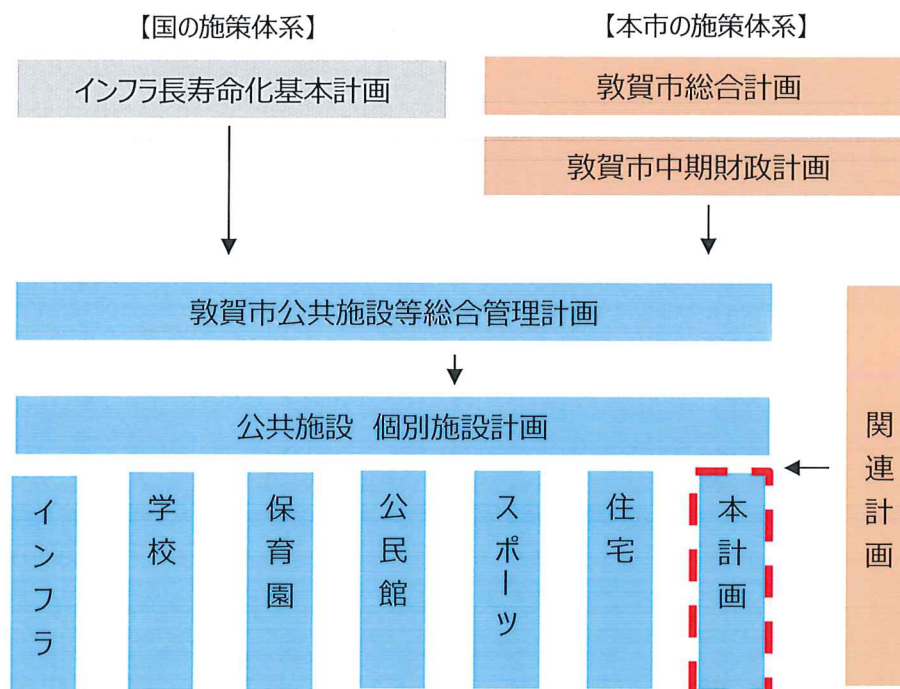 【国の施策体系】
【本市の施策体系】
インフラ長寿命化基本計画
敦賀市総合計画
敦賀市中期財政計画
敦賀市公共施設等総合管理計画
公共施設 個別施設計画
インフラ
学校
保育園
公民館
スポーツ
住宅
本計画
関連計画